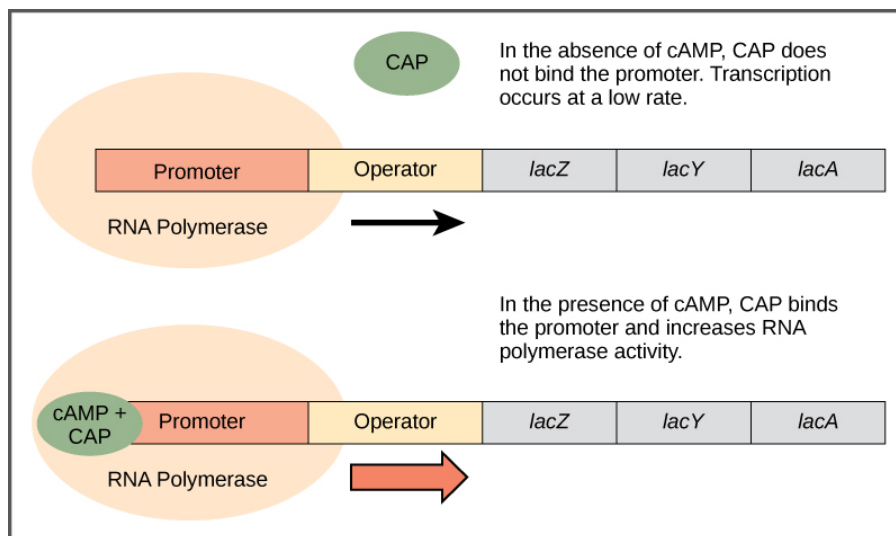 CAP
In the absence of cAMP, CAP does
not bind the promoter. Transcription
occurs at a low rate.
Promoter Operator lacZ lacY lacA
RNA Polymerase
In the presence of cAMP, CAP binds
the promoter and increases RNA
polymerase activity.
cAMP +
CAP
Promoter Operator lacZ lacY lacA
RNA Polymerase